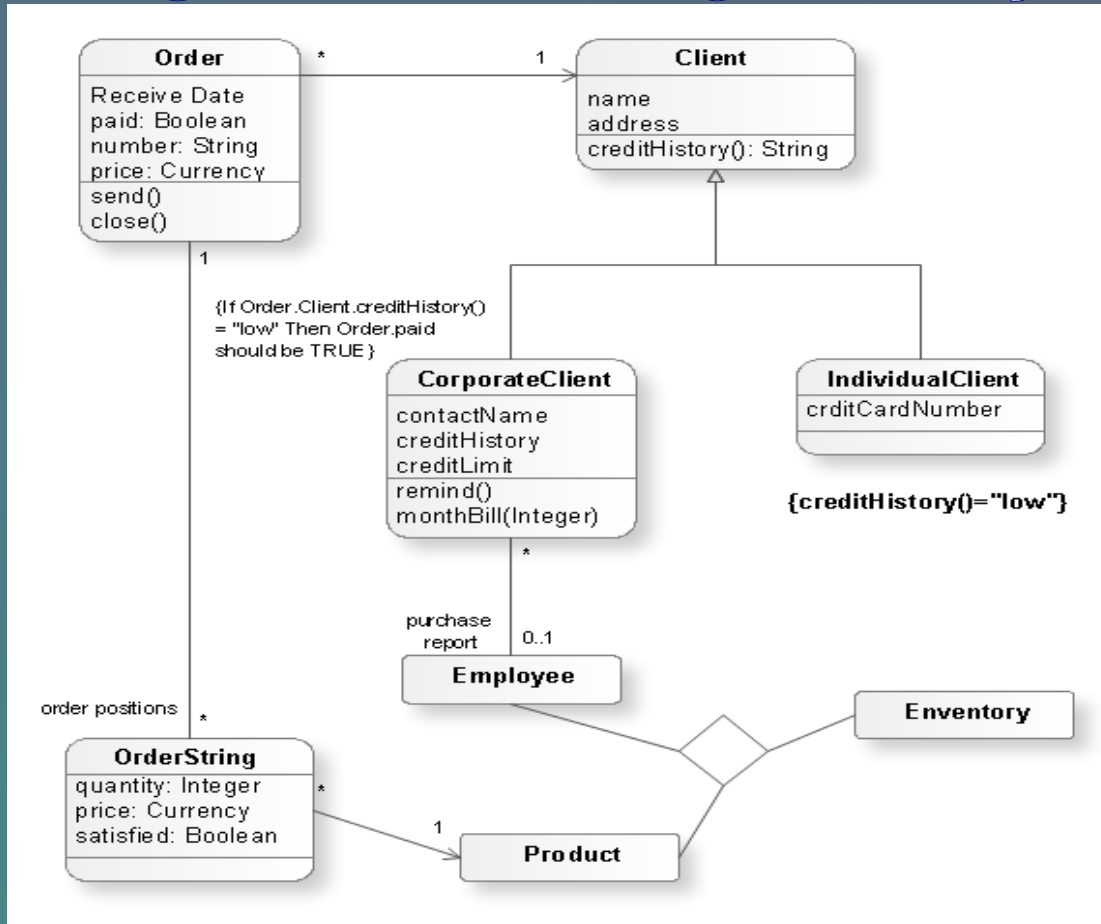 Order
*
1
Client
Receive Date
paid: Boolean
number: String
price: Currency
send()
close()
name
address
creditHistory(): String
1
{If Order.Client.creditHistory()
= "low" Then Order.paid
should be TRUE }
CorporateClient
contactName
creditHistory
creditLimit
remind()
monthBill(Integer)
IndividualClient
crditCardNumber
{creditHistory()="low"}
*
purchase
report
0..1
Employee
Enventory
order positions
*
OrderString
quantity: Integer
price: Currency
satisfied: Boolean
*
1
Product